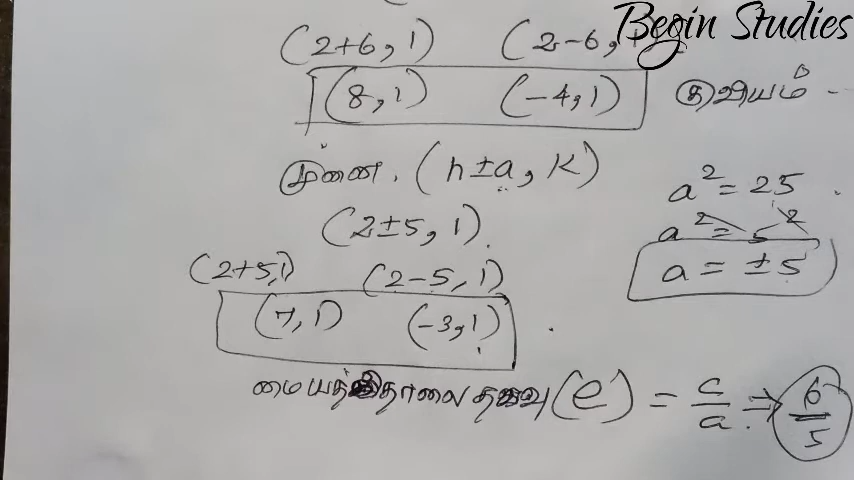 Begin Studies
(2+6, 1) (2-6, 1)
(8, 1) (-4, 1) குவியம் -
முனை. (h±a, K)
a² = 25
(2±5, 1).
a² = 5²
a = ±5
(2+5, 1) (2-5, 1)
(7, 1) (-3, 1)
மையத்தொலை தகவு (e) = c/a ⇒ 6/5